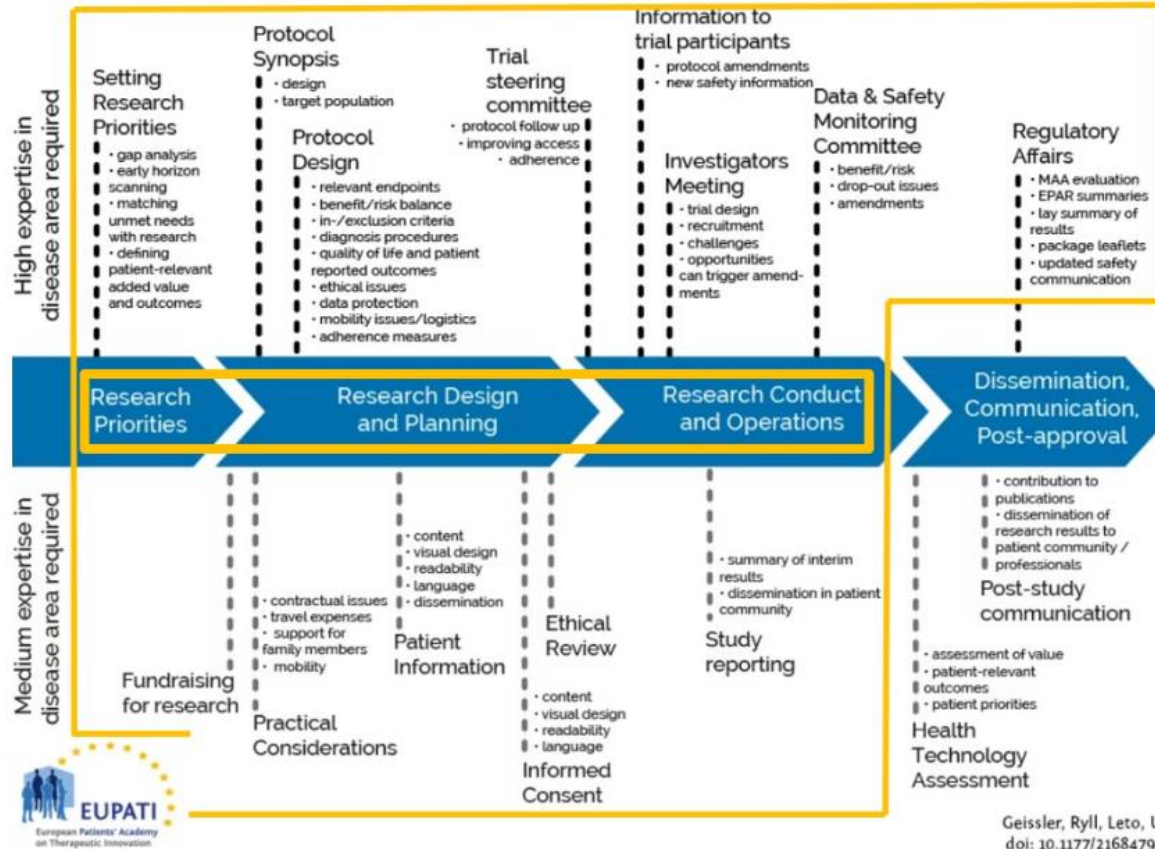 High expertise in
disease area required
Setting
Research
Priorities
• gap analysis
• early horizon
scanning
• matching
unmet needs
with research
• defining
patient-relevant
added value
and outcomes
Protocol
Synopsis
• design
• target population
Protocol
Design
• relevant endpoints
• benefit/risk balance
• in-/exclusion criteria
• diagnosis procedures
• quality of life and patient
reported outcomes
• ethical issues
• data protection
• mobility issues/logistics
• adherence measures
Trial
steering
committee
• protocol follow up
• improving access
• adherence
Information to
trial participants
• protocol amendments
• new safety information
Investigators
Meeting
• trial design
• recruitment
• challenges
• opportunities
can trigger amend-
ments
Data & Safety
Monitoring
Committee
• benefit/risk
• drop-out issues
• amendments
Regulatory
Affairs
• MAA evaluation
• EPAR summaries
• lay summary of
results
• package leaflets
• updated safety
communication
Research
Priorities
Research Design
and Planning
Research Conduct
and Operations
Dissemination,
Communication,
Post-approval
Medium expertise in
disease area required
Fundraising
for research
• contractual issues
• travel expenses
• support for
family members
• mobility
Practical
Considerations
• content
• visual design
• readability
• language
• dissemination
Patient
Information
• content
• visual design
• readability
• language
Informed
Consent
Ethical
Review
• summary of interim
results
• dissemination in patient
community
Study
reporting
• assessment of value
• patient-relevant
outcomes
• patient priorities
Health
Technology
Assessment
• contribution to
publications
• dissemination of
research results to
patient community /
professionals
Post-study
communication
EUPATI
European Patients' Academy
on Therapeutic Innovation
Geissler, Ryll, Leto, U
doi: 10.1177/2168479